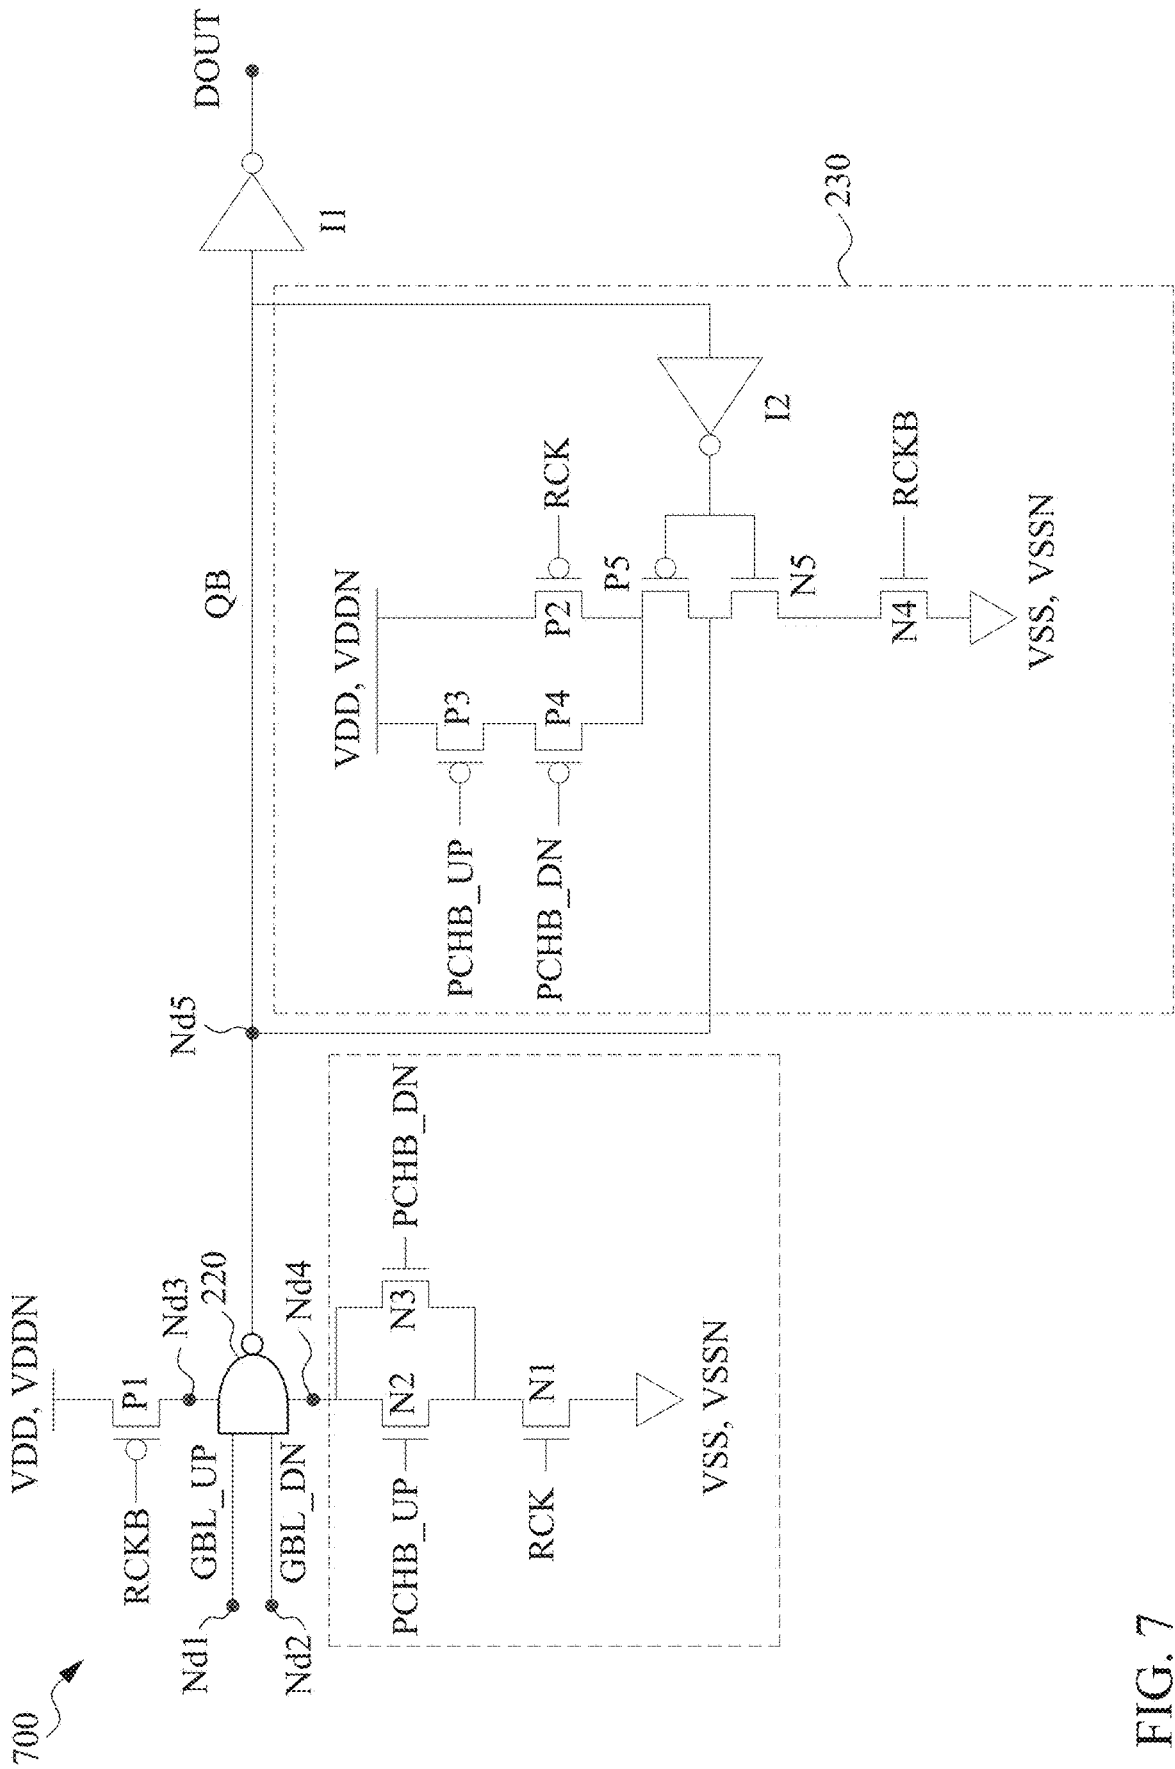 700
VDD, VDDN
RCKB
P1
Nd3
220
GBL_UP
GBL_DN
Nd1
Nd2
Nd4
PCHB_UP
N2
N3
PCHB_DN
RCK
N1
VSS, VSSN
Nd5
QB
VDD, VDDN
PCHB_UP
P3
PCHB_DN
P4
P2
RCK
P5
N5
I2
N4
RCKB
VSS, VSSN
230
I1
DOUT
FIG. 7